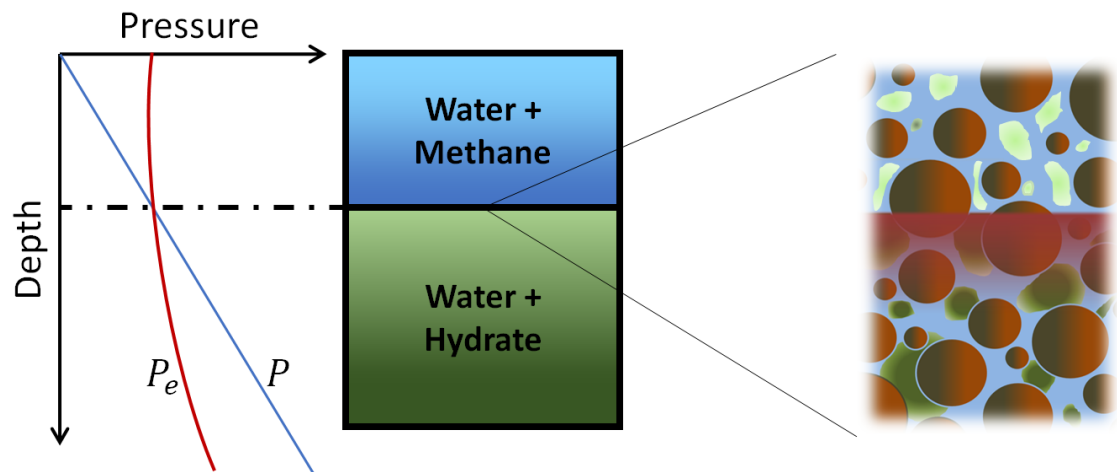 Pressure
Water +
Methane
Depth
Water +
Hydrate
Pₑ
P